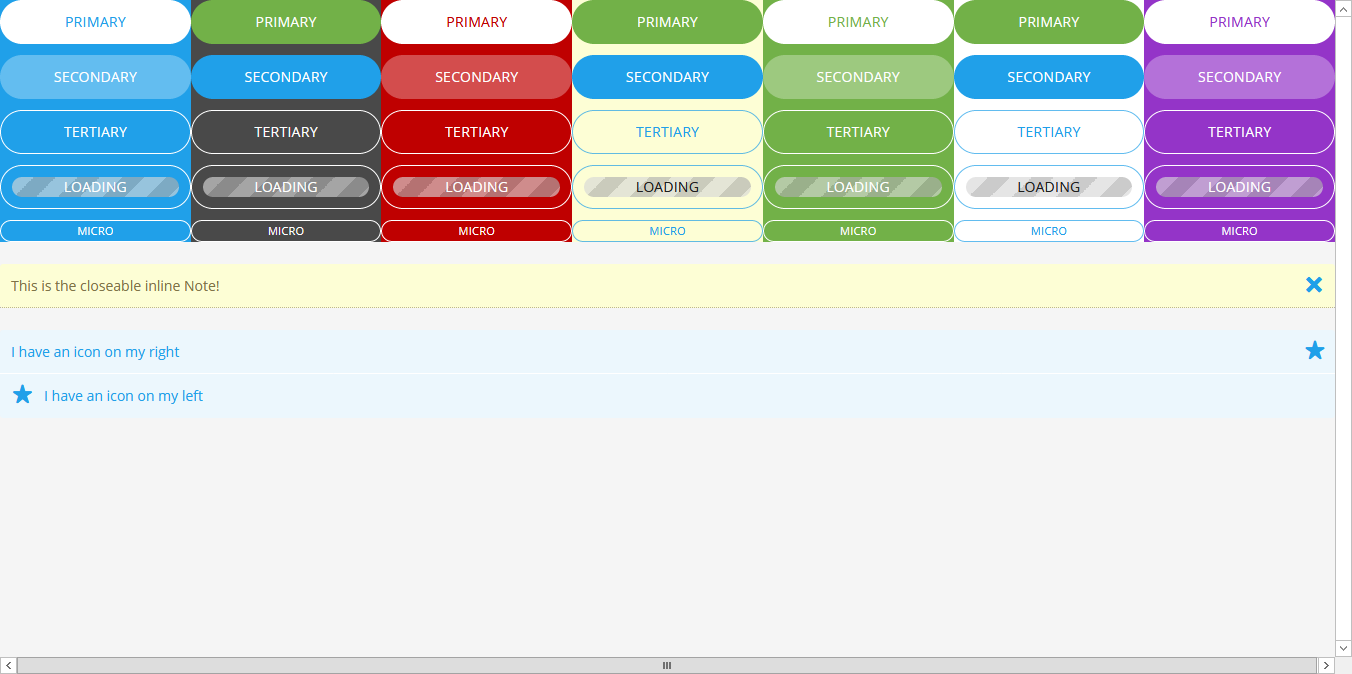 PRIMARY PRIMARY PRIMARY PRIMARY PRIMARY PRIMARY PRIMARY
SECONDARY SECONDARY SECONDARY SECONDARY SECONDARY SECONDARY SECONDARY
TERTIARY TERTIARY TERTIARY TERTIARY TERTIARY TERTIARY TERTIARY
LOADING LOADING LOADING LOADING LOADING LOADING LOADING
MICRO MICRO MICRO MICRO MICRO MICRO MICRO
This is the closeable inline Note!
I have an icon on my right
I have an icon on my left